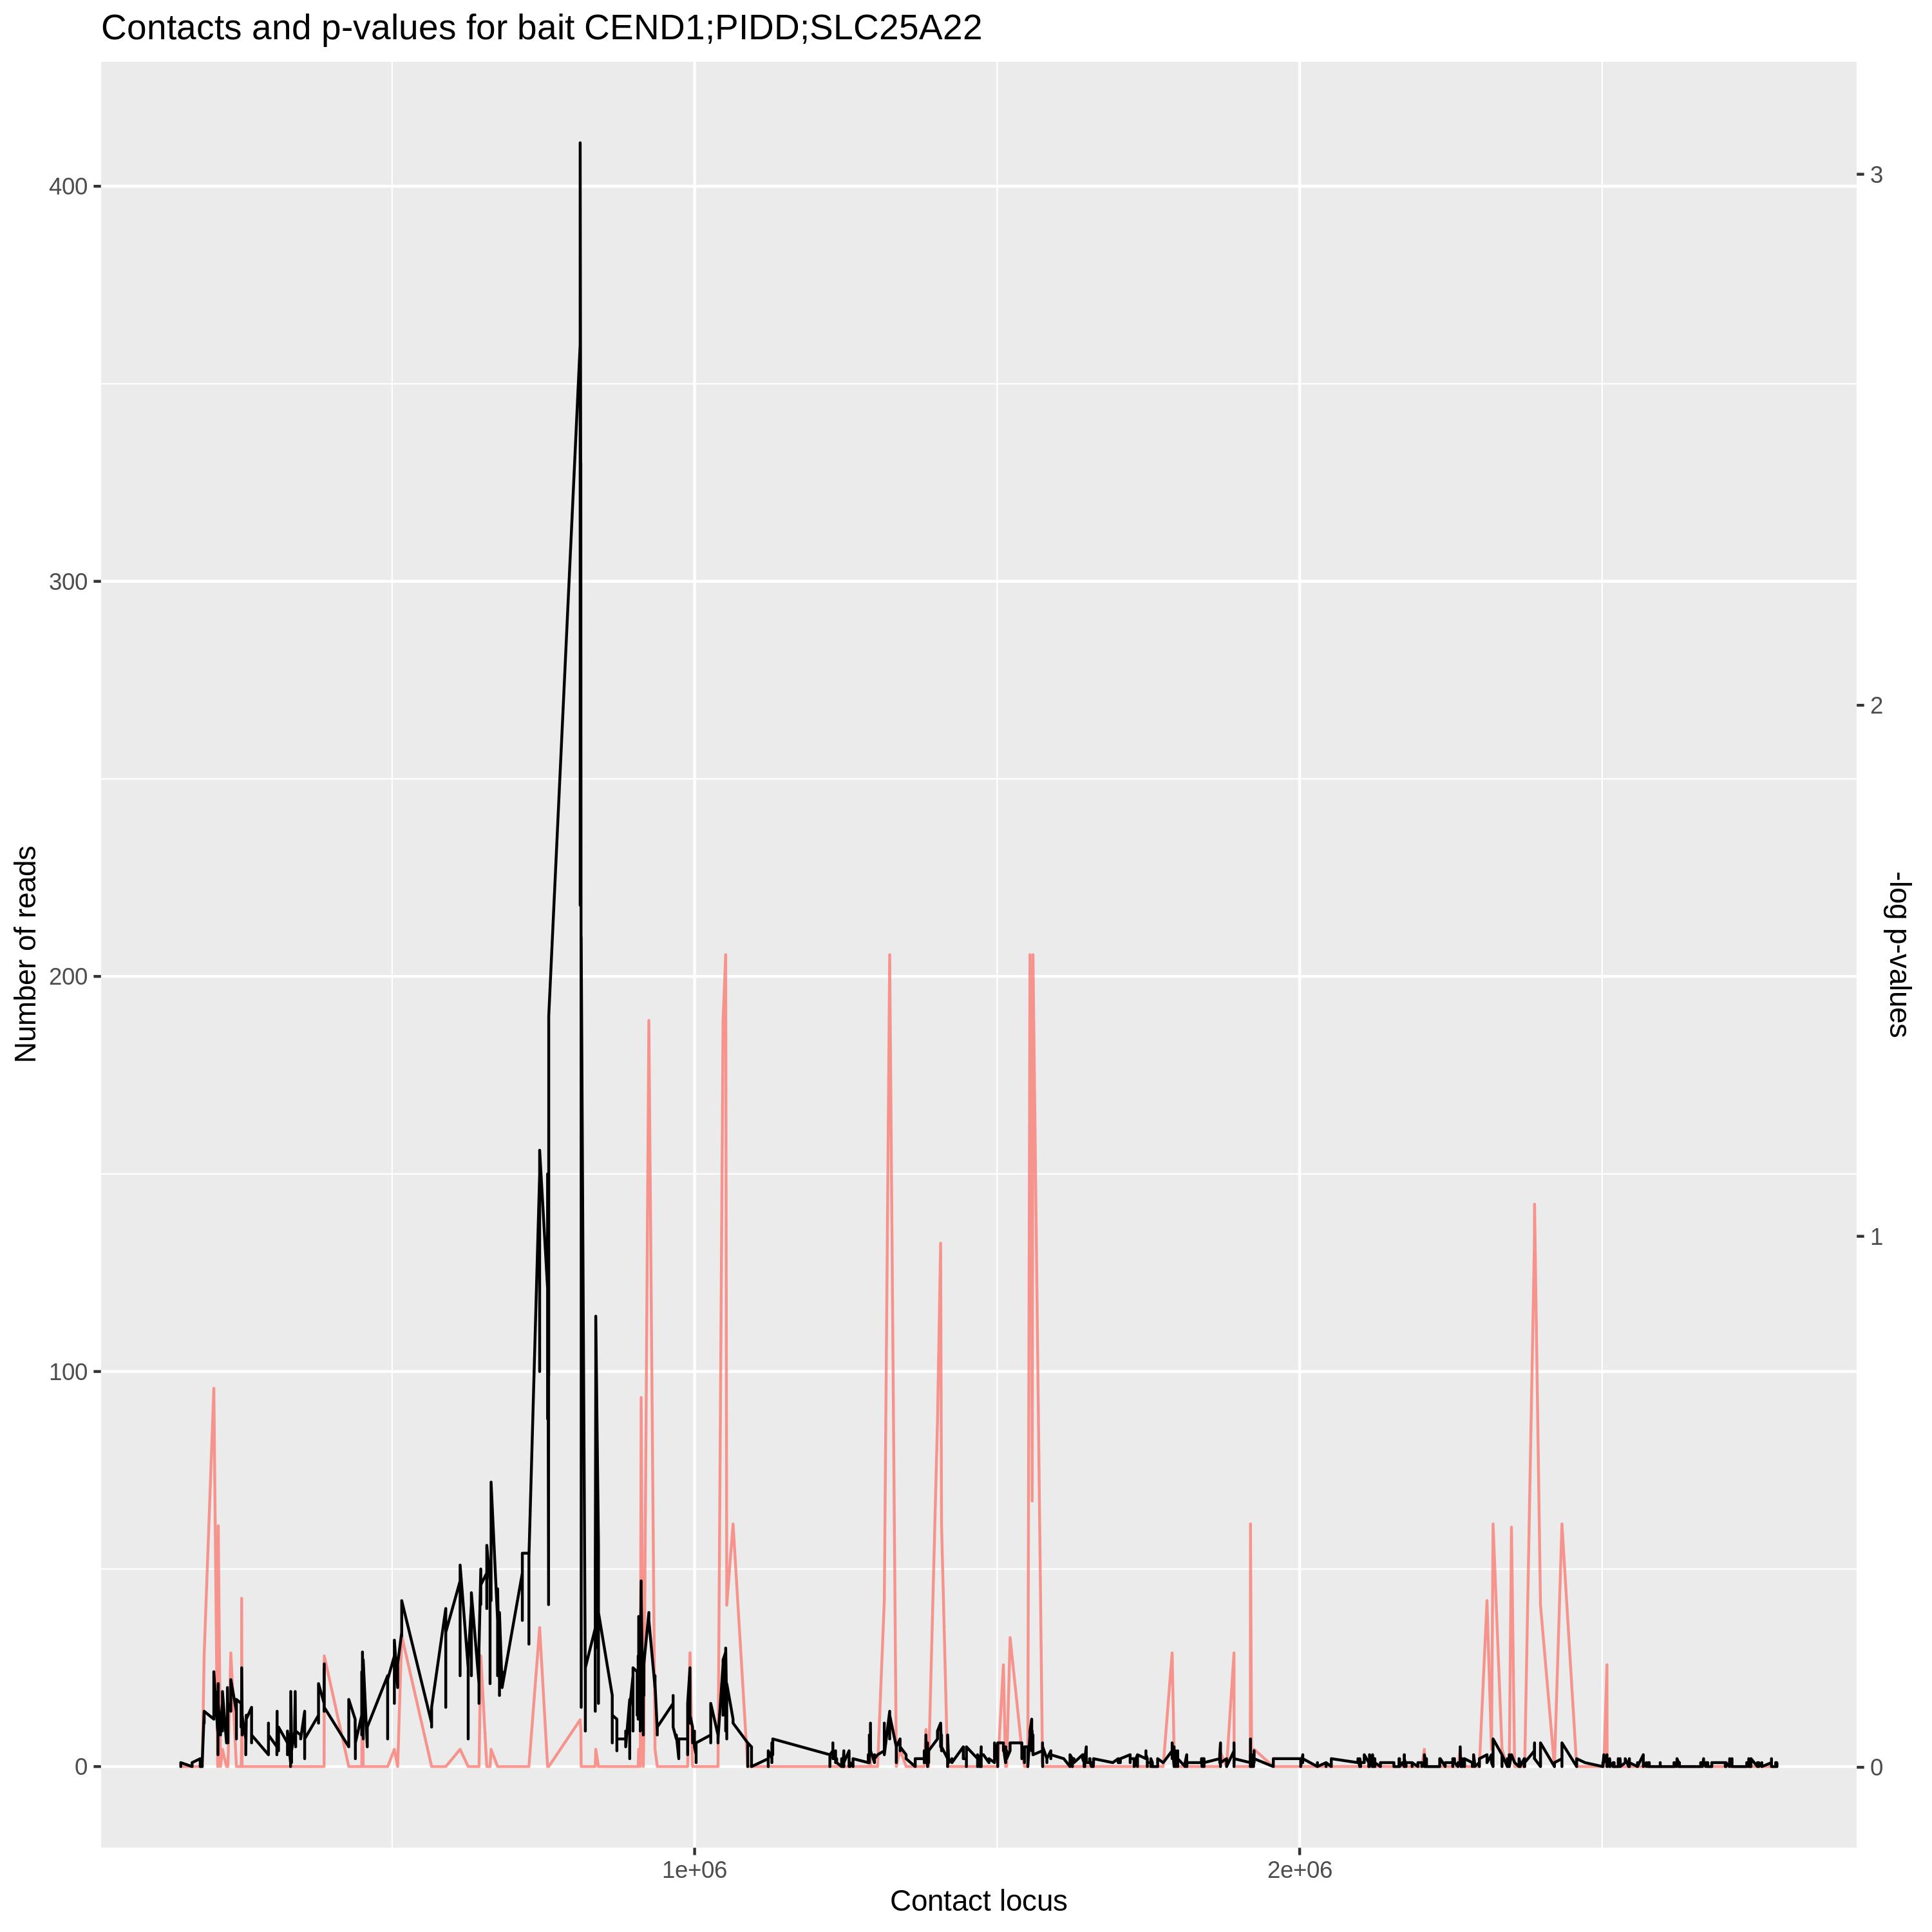 Contacts and p-values for bait CEND1;PIDD;SLC25A22
400
300
200
100
0
Number of reads
3
2
1
0
-log p-values
1e+06
2e+06
Contact locus